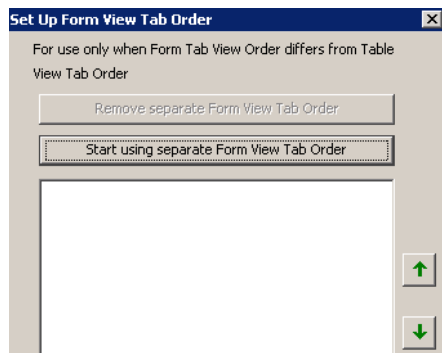 Set Up Form View Tab Order
For use only when Form Tab View Order differs from Table
View Tab Order
Remove separate Form View Tab Order
Start using separate Form View Tab Order